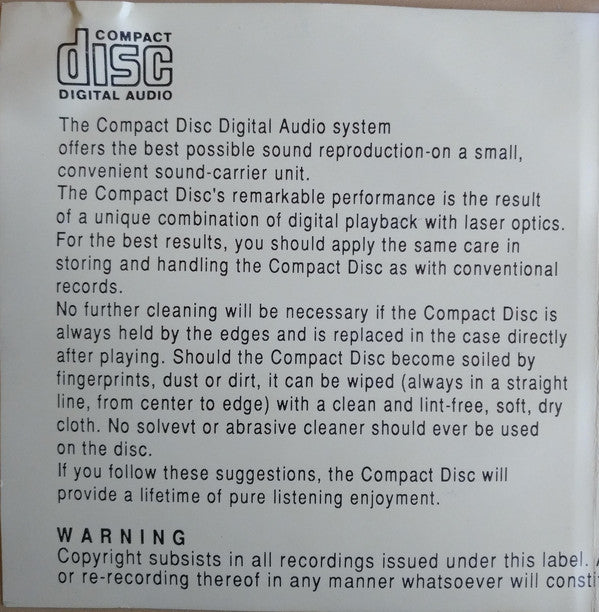 COMPACT
disc
DIGITAL AUDIO
The Compact Disc Digital Audio system
offers the best possible sound reproduction-on a small,
convenient sound-carrier unit.
The Compact Disc's remarkable performance is the result
of a unique combination of digital playback with laser optics.
For the best results, you should apply the same care in
storing and handling the Compact Disc as with conventional
records.
No further cleaning will be necessary if the Compact Disc is
always held by the edges and is replaced in the case directly
after playing. Should the Compact Disc become soiled by
fingerprints, dust or dirt, it can be wiped (always in a straight
line, from center to edge) with a clean and lint-free, soft, dry
cloth. No solvevt or abrasive cleaner should ever be used
on the disc.
If you follow these suggestions, the Compact Disc will
provide a lifetime of pure listening enjoyment.
WARNING
Copyright subsists in all recordings issued under this label.
or re-recording thereof in any manner whatsoever will